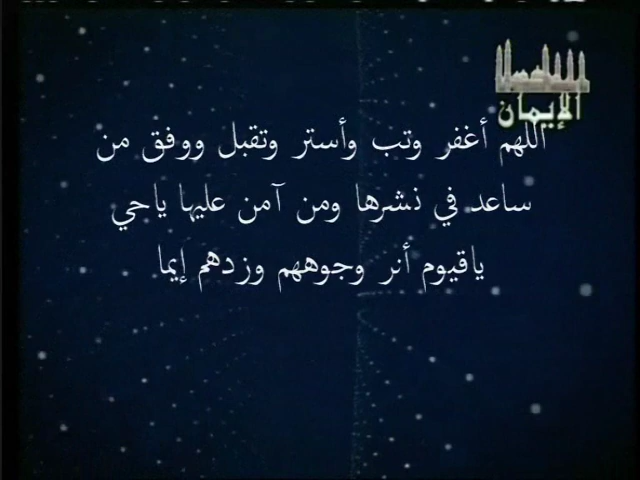 الإيمان
اللهم أغفر وتب وأستر وتقبل ووفق من
ساعد في نشرها ومن آمن عليها ياحي
ياقيوم أنر وجوههم وزدهم إيما